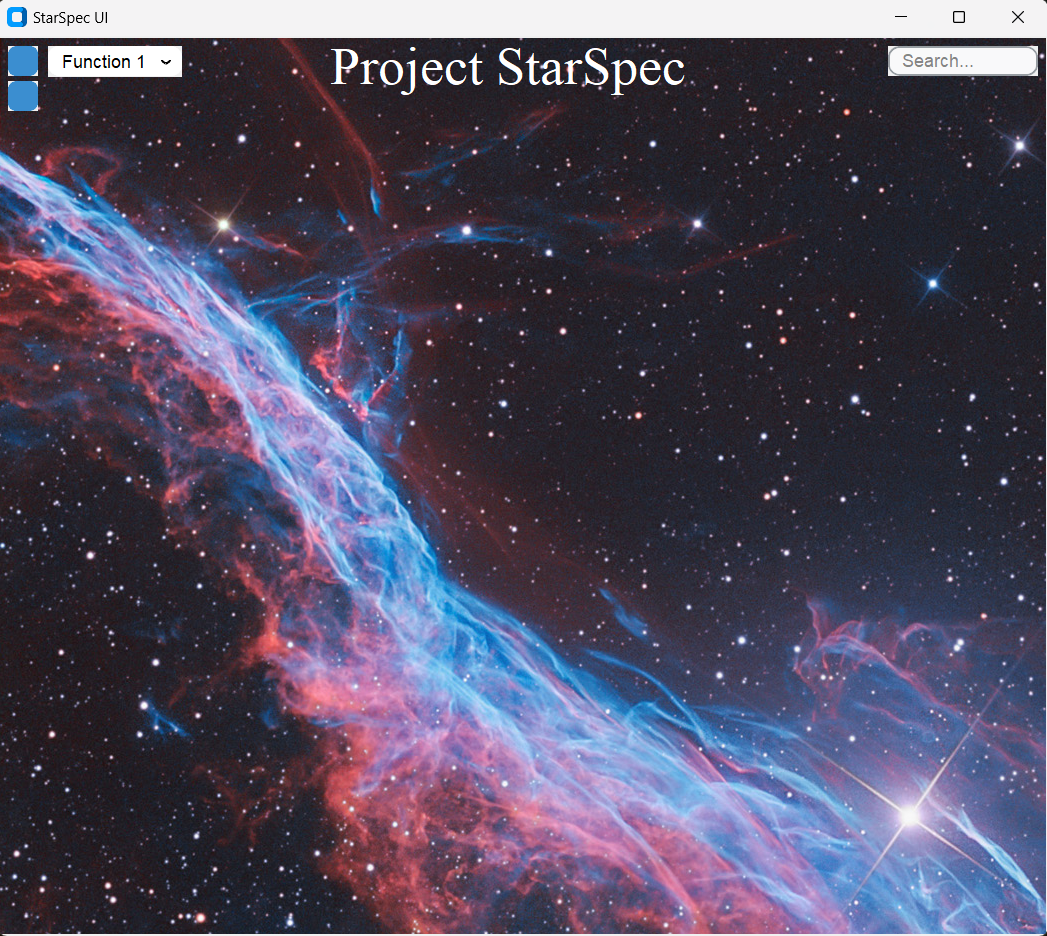 StarSpec UI
Function 1
Project StarSpec
Search...